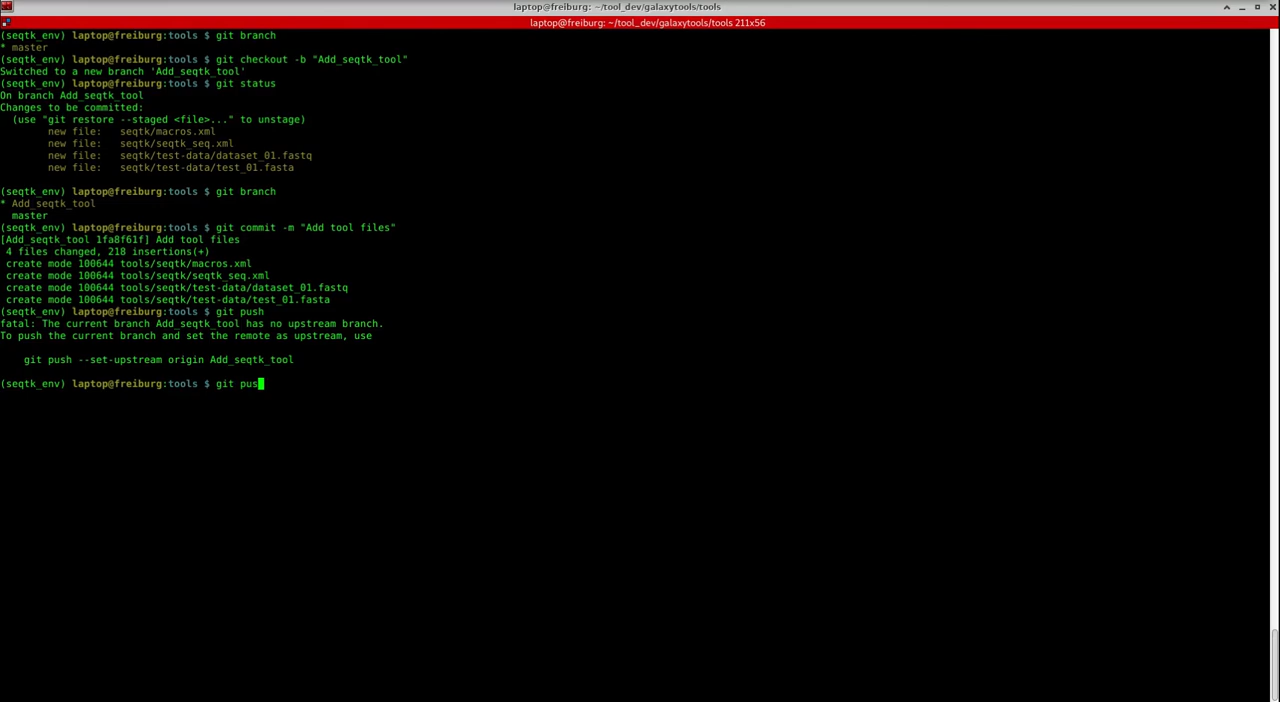 laptop@freiburg: ~/tool_dev/galaxytools/tools
laptop@freiburg: ~/tool_dev/galaxytools/tools 211x56
(seqtk_env) laptop@freiburg:tools $ git branch
* master
(seqtk_env) laptop@freiburg:tools $ git checkout -b "Add_seqtk_tool"
Switched to a new branch 'Add_seqtk_tool'
(seqtk_env) laptop@freiburg:tools $ git status
On branch Add_seqtk_tool
Changes to be committed:
  (use "git restore --staged <file>..." to unstage)
        new file:   seqtk/macros.xml
        new file:   seqtk/seqtk_seq.xml
        new file:   seqtk/test-data/dataset_01.fastq
        new file:   seqtk/test-data/test_01.fasta
(seqtk_env) laptop@freiburg:tools $ git branch
* Add_seqtk_tool
  master
(seqtk_env) laptop@freiburg:tools $ git commit -m "Add tool files"
[Add_seqtk_tool 1fa8f61f] Add tool files
 4 files changed, 218 insertions(+)
 create mode 100644 tools/seqtk/macros.xml
 create mode 100644 tools/seqtk/seqtk_seq.xml
 create mode 100644 tools/seqtk/test-data/dataset_01.fastq
 create mode 100644 tools/seqtk/test-data/test_01.fasta
(seqtk_env) laptop@freiburg:tools $ git push
fatal: The current branch Add_seqtk_tool has no upstream branch.
To push the current branch and set the remote as upstream, use
    git push --set-upstream origin Add_seqtk_tool
(seqtk_env) laptop@freiburg:tools $ git pus